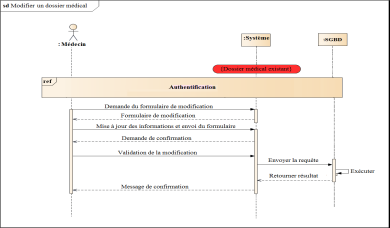 sd Modifier un dossier médical
: Médecin
:Système
:SGBD
[Dossier médical existant]
ref
Authentification
Demande du formulaire de modification
Formulaire de modification
Mise à jour des informations et envoi du formulaire
Demande de confirmation
Validation de la modification
Envoyer la requête
Exécuter
Retourner résultat
Message de confirmation